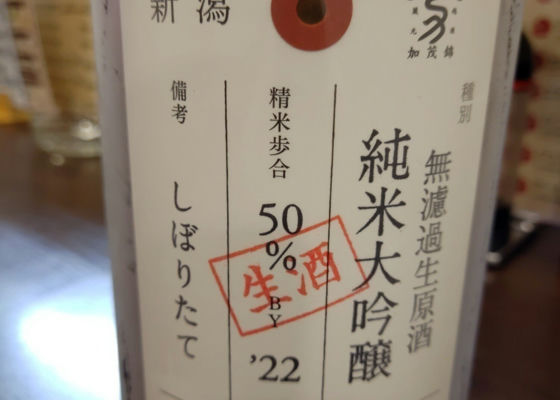 新潟
加茂錦
種別
無濾過生原酒
純米大吟醸
精米歩合
50%
BY
'22
生酒
備考
しぼりたて